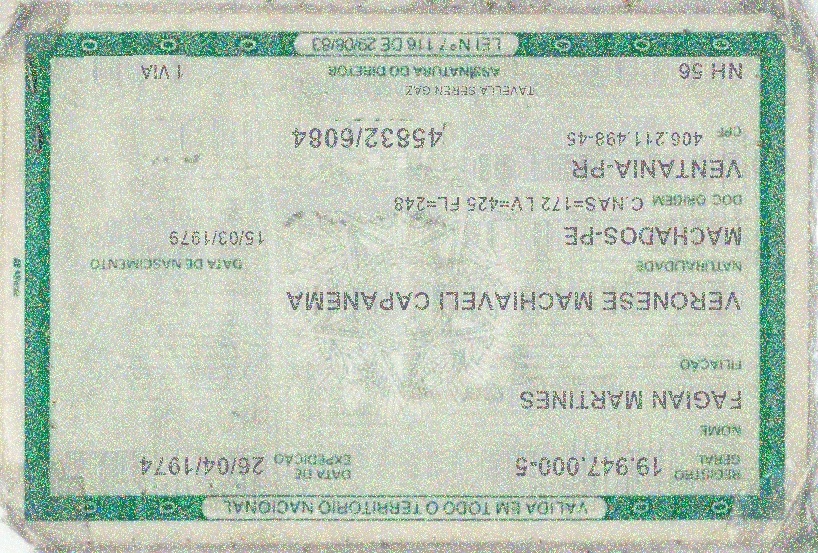 VALIDA EM TODO O TERRITORIO NACIONAL
REGISTRO GERAL 19.947.000-5 DATA DE EXPEDIÇÃO 26/04/1974
NOME
FAGIAN MARTINES
FILIAÇÃO
VERONESE MACHIAVELI CAPANEMA
NATURALIDADE DATA DE NASCIMENTO
MACHADOS-PE 15/03/1979
DOC ORIGEM C.NAS=172 LV=425 FL=248
VENTANIA-PR
CPF 406.211.498-45 45832/6084
TAVELLA SEREN GAZ
NH 56 ASSINATURA DO DIRETOR 1 VIA
LEI Nº 7.116 DE 29/08/83